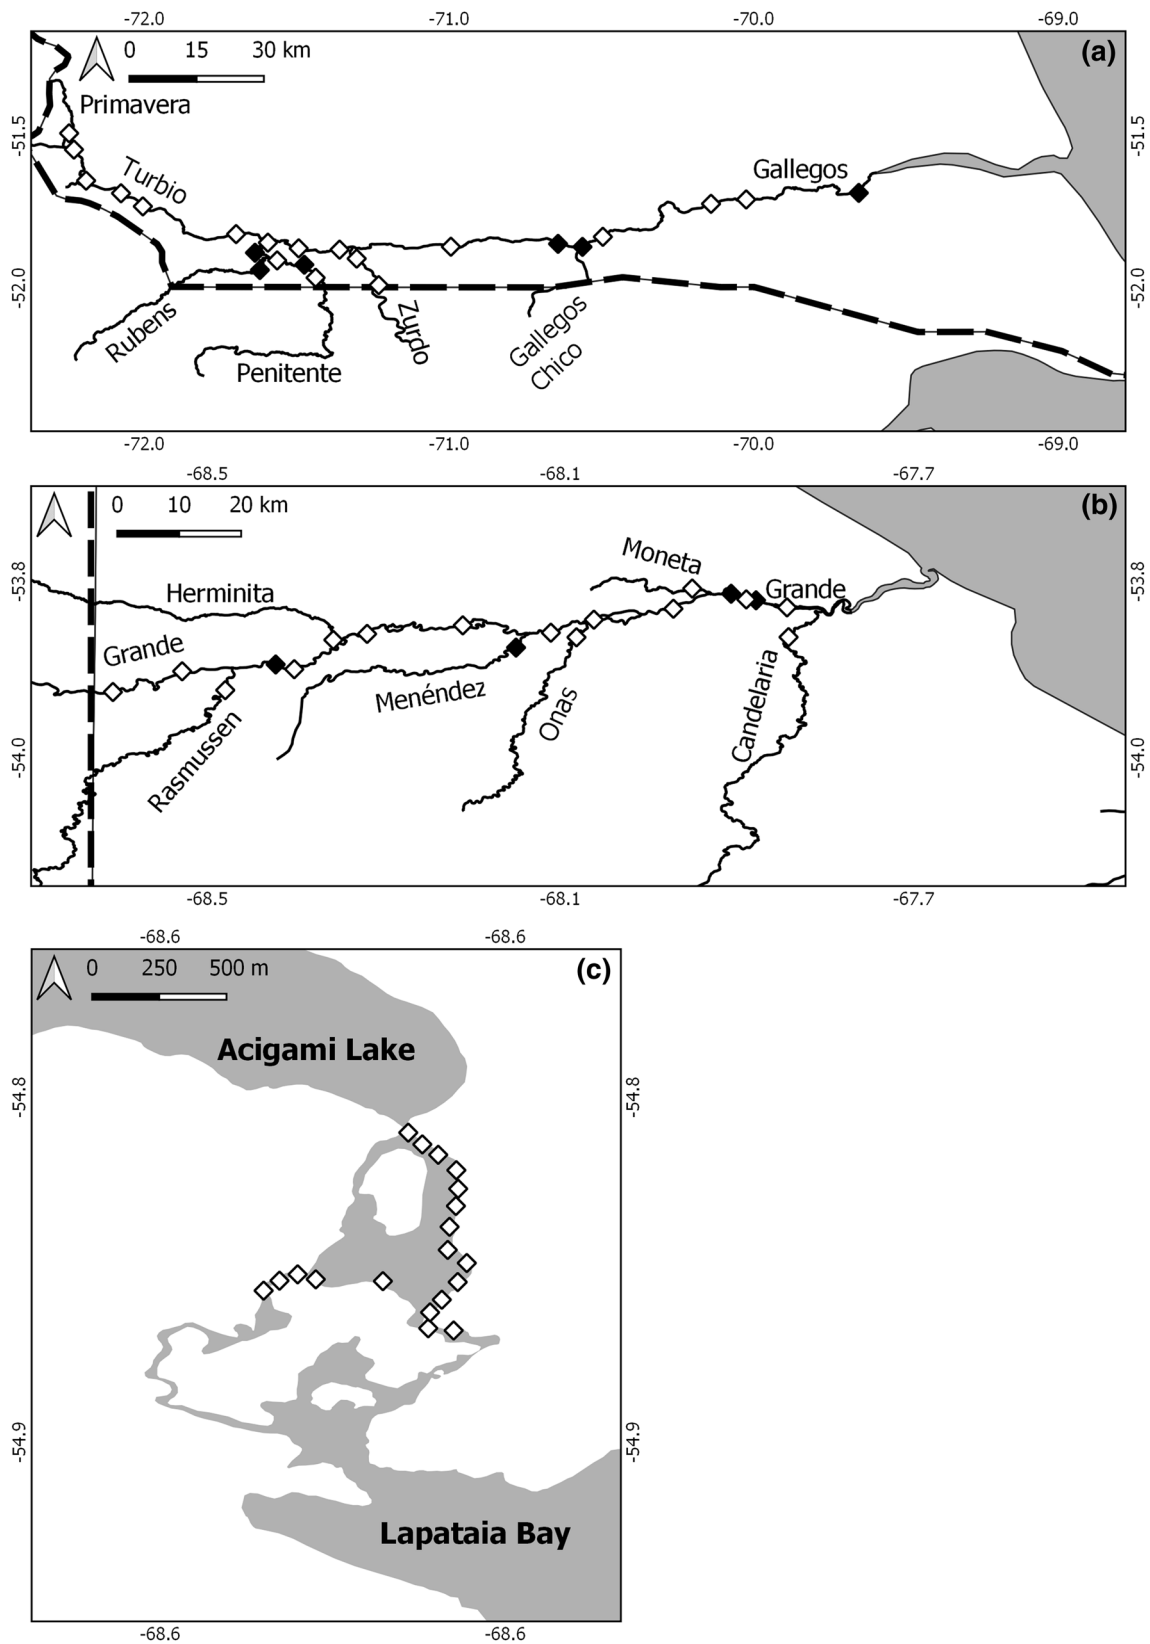 -72.0 -71.0 -70.0 -69.0
(a)
0 15 30 km
Primavera
-51.5
-51.5
Turbio
Gallegos
-52.0
-52.0
Rubens
Penitente
Zurdo
Gallegos
Chico
-72.0 -71.0 -70.0 -69.0
-68.5 -68.1 -67.7
(b)
0 10 20 km
Moneta
-53.8
-53.8
Herminita
Grande
Grande
Menéndez
Rasmussen
Onas
Candelaria
-54.0
-54.0
-68.5 -68.1 -67.7
-68.6 -68.6
(c)
0 250 500 m
Acigami Lake
-54.8
-54.8
-54.9
-54.9
Lapataia Bay
-68.6 -68.6